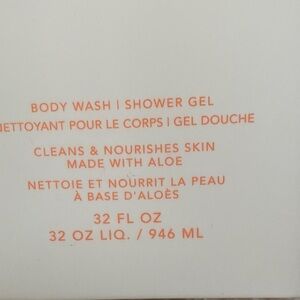 BODY WASH | SHOWER GEL
NETTOYANT POUR LE CORPS | GEL DOUCHE
CLEANS & NOURISHES SKIN
MADE WITH ALOE
NETTOIE ET NOURRIT LA PEAU
À BASE D'ALOÈS
32 FL OZ
32 OZ LIQ. / 946 ML